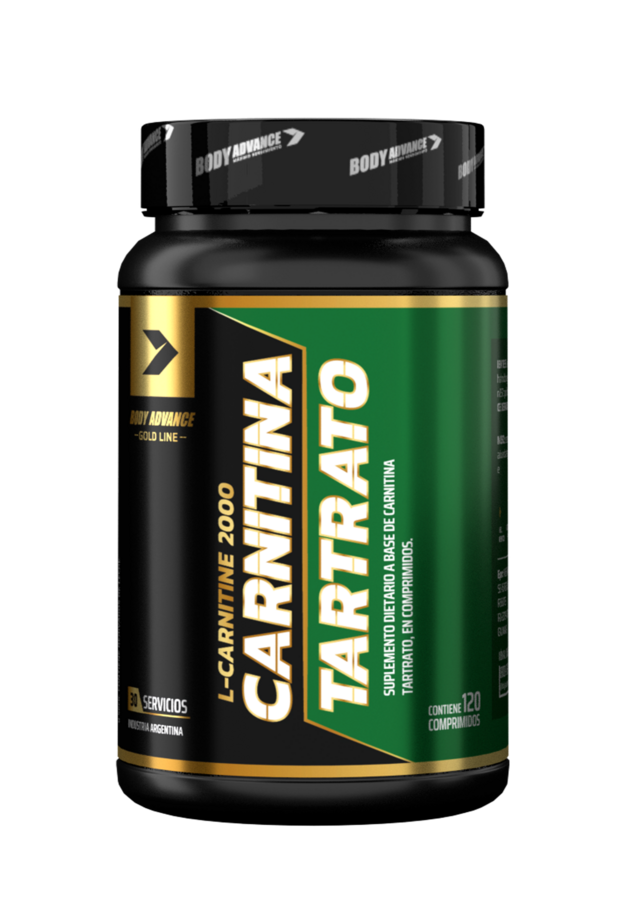 BODY ADVANCE
BODY ADVANCE
BODY
BODY ADVANCE
–GOLD LINE–
L-CARNITINE 2000
CARNITINA
TARTRATO
SUPLEMENTO DIETARIO A BASE DE CARNITINA
TARTRATO, EN COMPRIMIDOS.
30 SERVICIOS
INDUSTRIA ARGENTINA
CONTIENE 120
COMPRIMIDOS